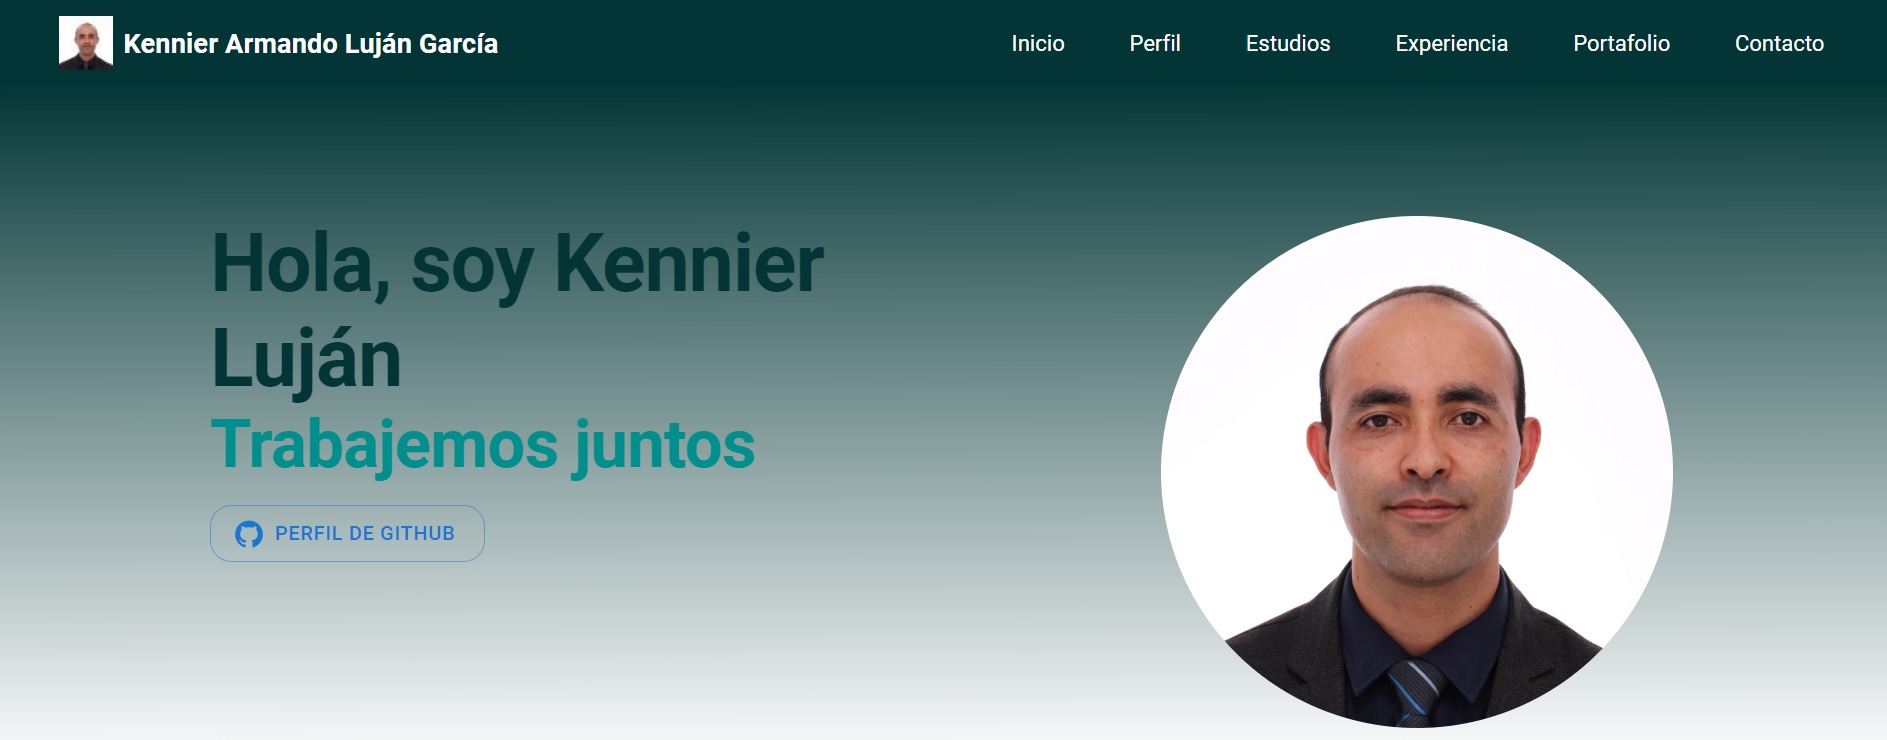 Kennier Armando Luján García
Inicio
Perfil
Estudios
Experiencia
Portafolio
Contacto
Hola, soy Kennier
Luján
Trabajemos juntos
PERFIL DE GITHUB